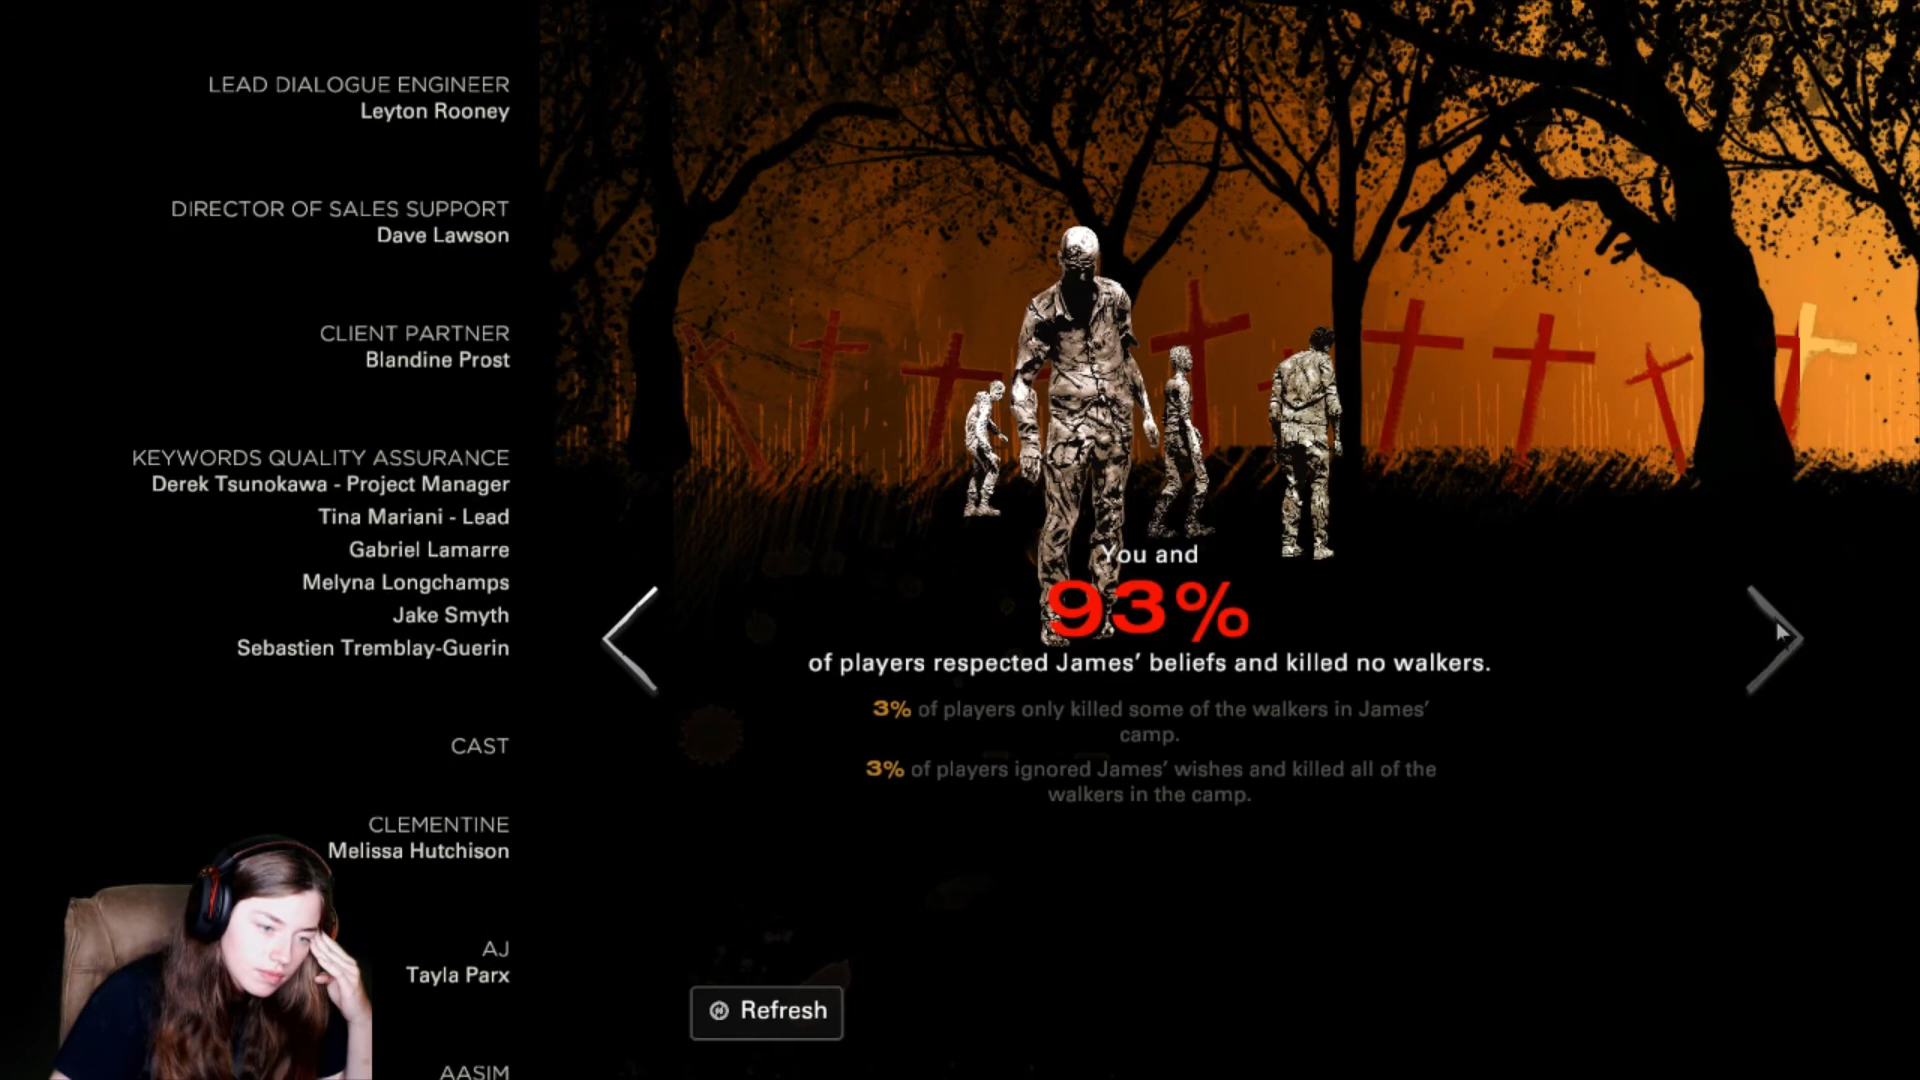 LEAD DIALOGUE ENGINEER
Leyton Rooney
DIRECTOR OF SALES SUPPORT
Dave Lawson
CLIENT PARTNER
Blandine Prost
KEYWORDS QUALITY ASSURANCE
Derek Tsunokawa - Project Manager
Tina Mariani - Lead
Gabriel Lamarre
Melyna Longchamps
Jake Smyth
Sebastien Tremblay-Guerin
CAST
CLEMENTINE
Melissa Hutchison
AJ
Tayla Parx
AASIM
You and
93%
of players respected James’ beliefs and killed no walkers.
3% of players only killed some of the walkers in James’
camp.
3% of players ignored James’ wishes and killed all of the
walkers in the camp.
Refresh